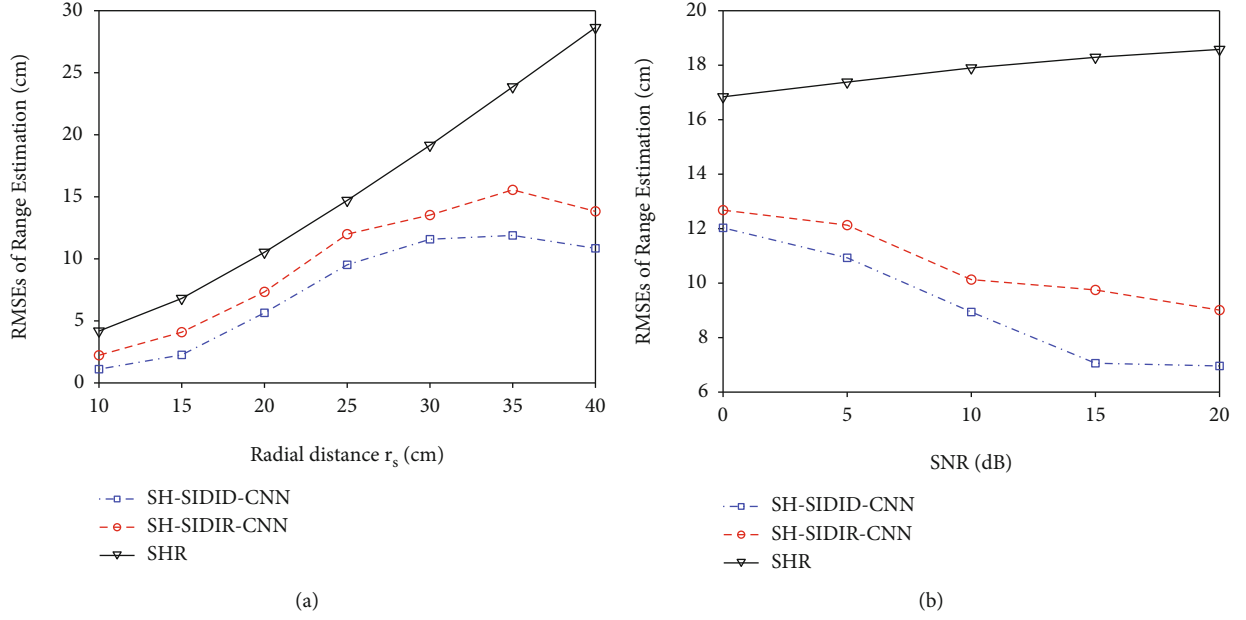 30
25
20
15
10
5
0
RMSEs of Range Estimation (cm)
10 15 20 25 30 35 40
Radial distance r_s (cm)
SH-SIDID-CNN
SH-SIDIR-CNN
SHR
(a)
20
18
16
14
12
10
8
6
RMSEs of Range Estimation (cm)
0 5 10 15 20
SNR (dB)
SH-SIDID-CNN
SH-SIDIR-CNN
SHR
(b)